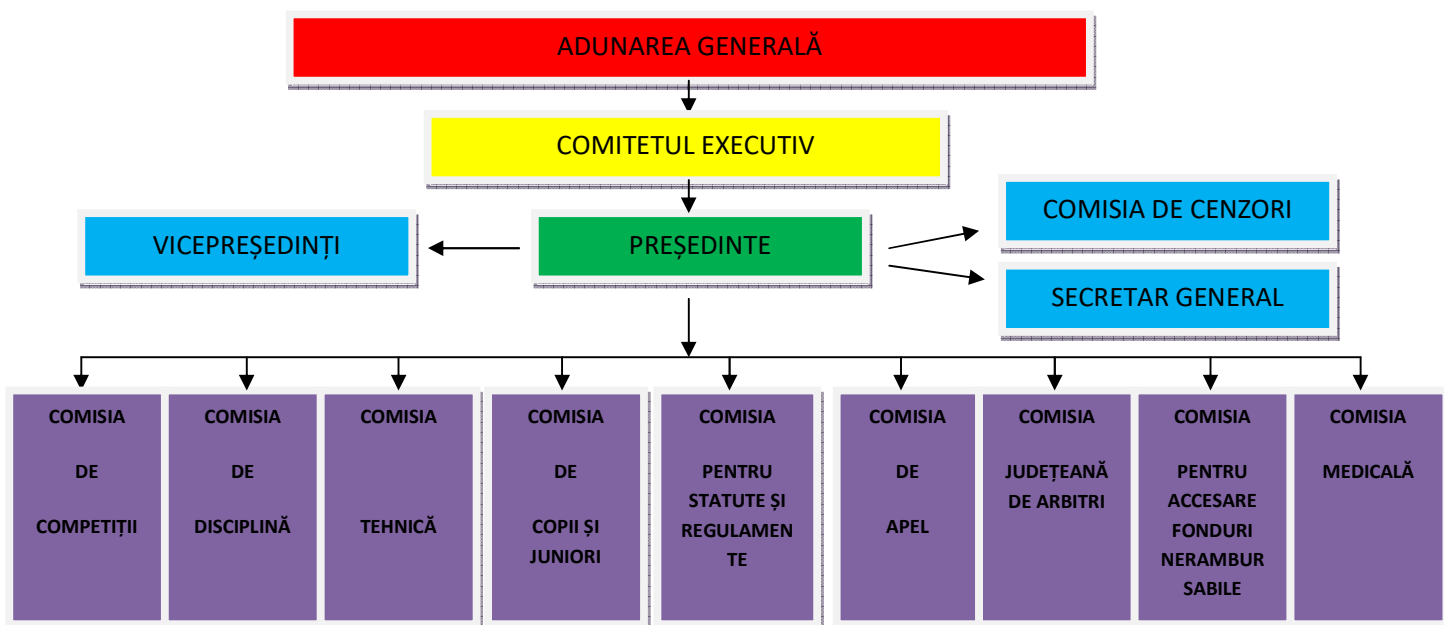 ADUNAREA GENERALĂ
COMITETUL EXECUTIV
COMISIA DE CENZORI
VICEPREȘEDINȚI
PREȘEDINTE
SECRETAR GENERAL
COMISIA
DE
COMPETIȚII
COMISIA
DE
DISCIPLINĂ
COMISIA
TEHNICĂ
COMISIA
DE
COPII ȘI
JUNIORI
COMISIA
PENTRU
STATUTE ȘI
REGULAMEN
TE
COMISIA
DE
APEL
COMISIA
JUDEȚEANĂ
DE ARBITRI
COMISIA
PENTRU
ACCESARE
FONDURI
NERAMBUR
SABILE
COMISIA
MEDICALĂ